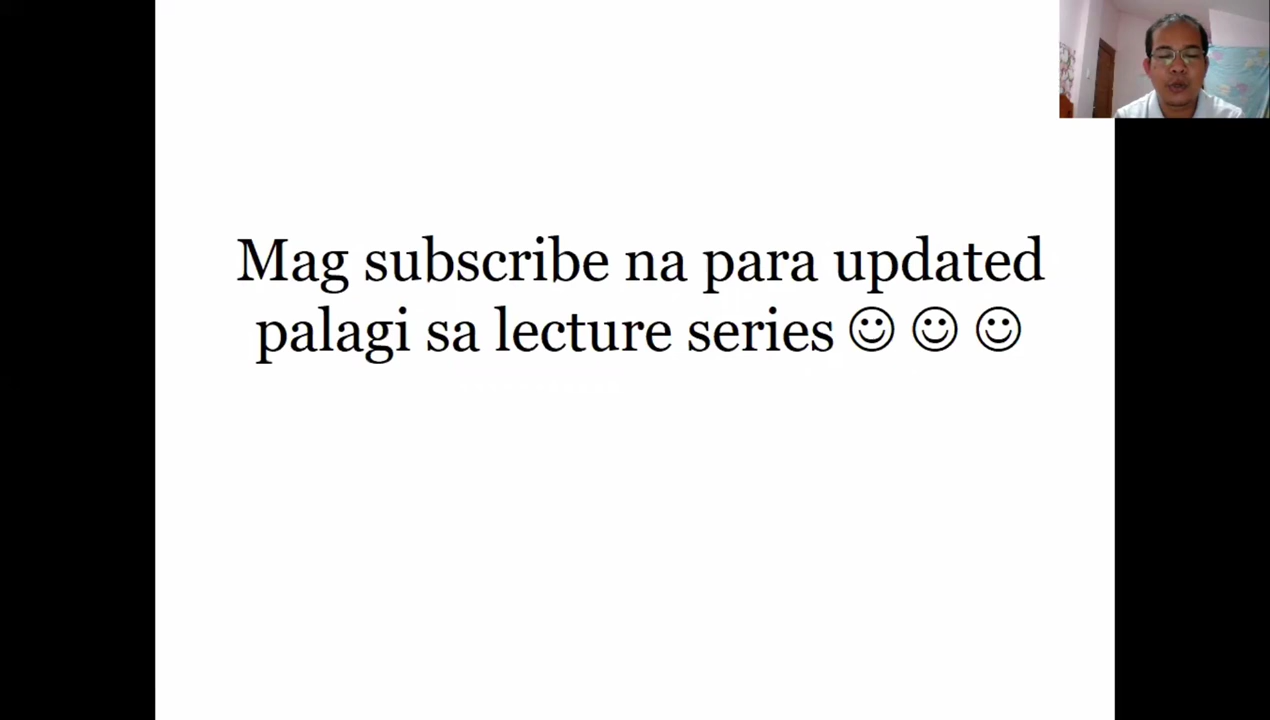 Mag subscribe na para updated
palagi sa lecture series ☺ ☺ ☺